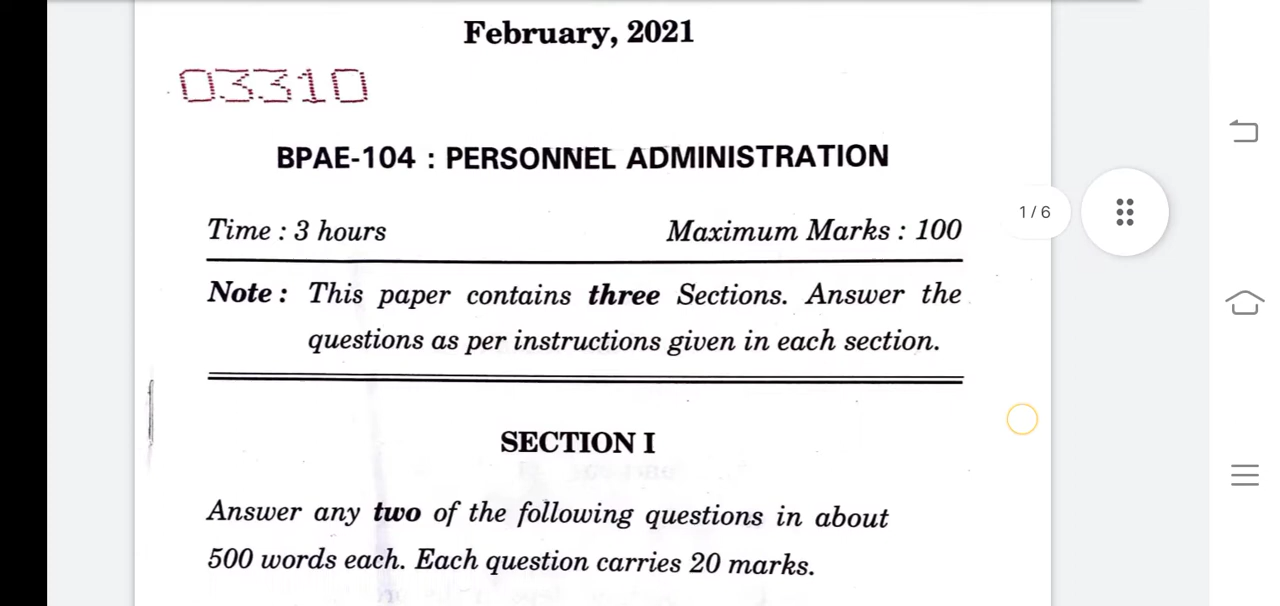 February, 2021
03310
BPAE-104 : PERSONNEL ADMINISTRATION
Time : 3 hours Maximum Marks : 100
1 / 6
Note : This paper contains three Sections. Answer the
questions as per instructions given in each section.
SECTION I
Answer any two of the following questions in about
500 words each. Each question carries 20 marks.